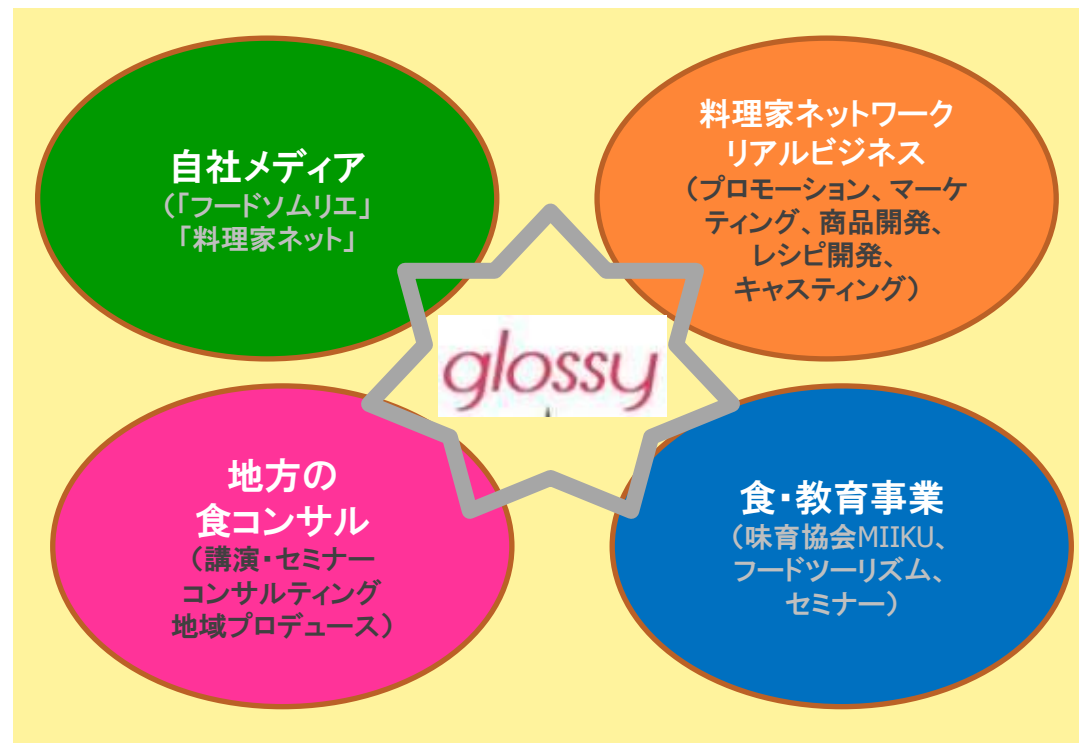 自社メディア
（「フードソムリエ」
「料理家ネット」
料理家ネットワーク
リアルビジネス
（プロモーション、マーケ
ティング、商品開発、
レシピ開発、
キャスティング）
glossy
地方の
食コンサル
（講演・セミナー
コンサルティング
地域プロデュース）
食・教育事業
（味育協会MIIKU、
フードツーリズム、
セミナー）